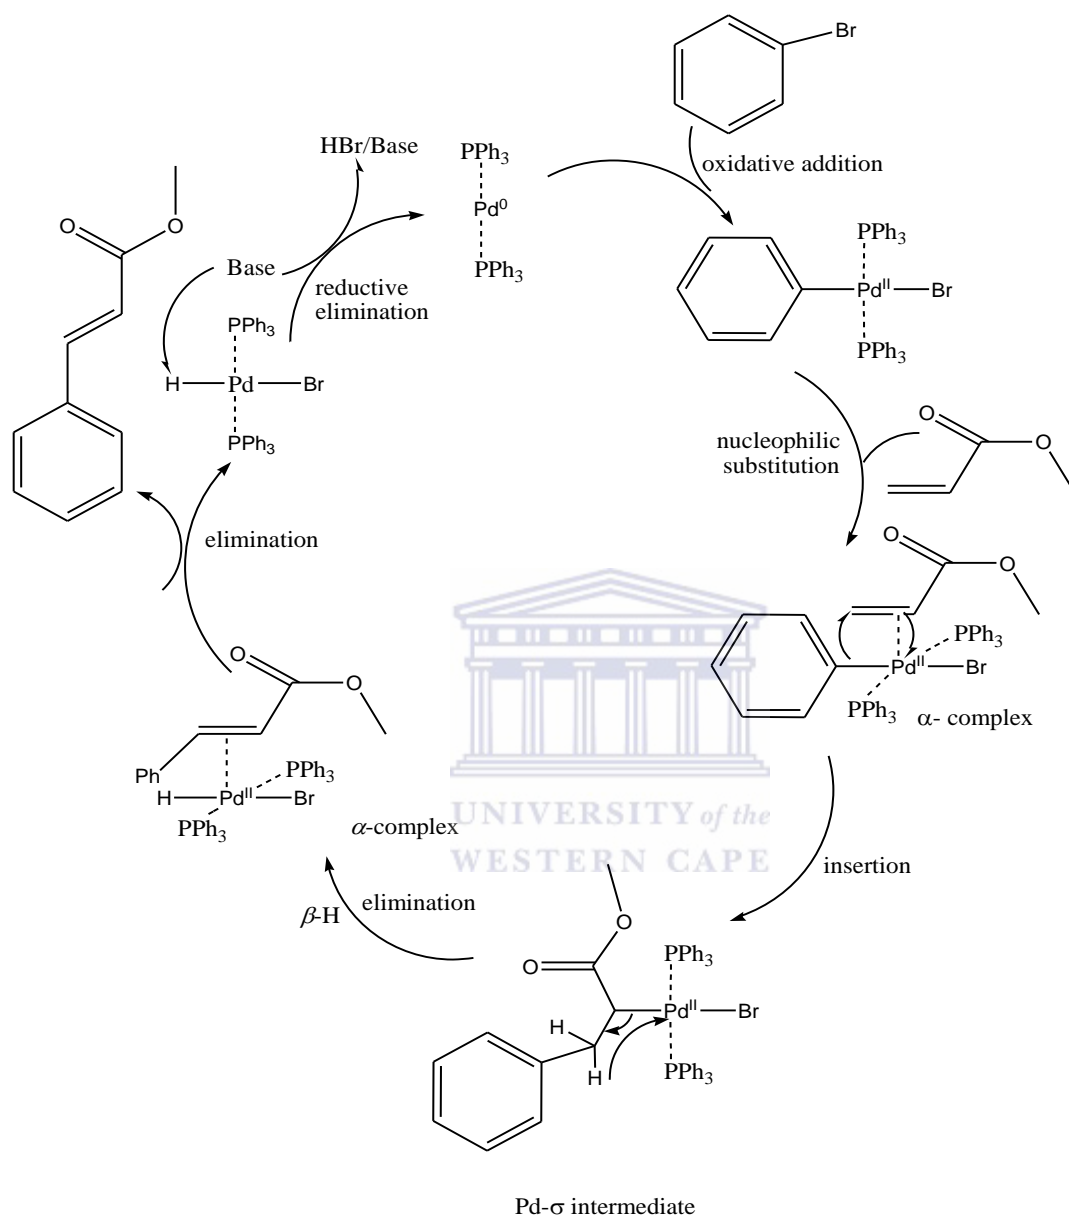 Br
oxidative addition
HBr/Base
PPh3
Pd0
PPh3
O
O
Base
reductive
elimination
PPh3
PdII
Br
PPh3
PPh3
H
Pd
Br
PPh3
nucleophilic
substitution
O
O
elimination
O
O
PPh3
PdII
Br
PPh3
α- complex
O
O
Ph
H
PdII
Br
PPh3
PPh3
α-complex
UNIVERSITY of the
WESTERN CAPE
insertion
elimination
β-H
O
O
PPh3
PdII
Br
PPh3
H
H
Pd-σ intermediate